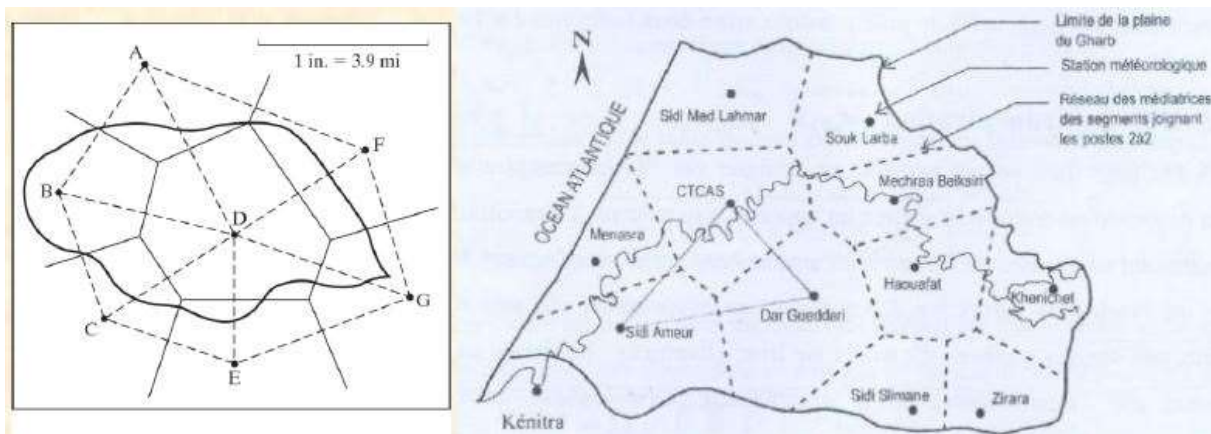 1 in. = 3.9 mi
A
F
B
D
C
G
E
N
OCEAN ATLANTIQUE
Limite de la plaine
du Gharb
Station météorologique
Réseau des médiatrices
des segments joignant
les postes 2à2
Sidi Med Lahmar
Souk Larba
Mechraa Belksiri
CTCAS
Menasra
Haouafat
Khenichet
Dar Gueddari
Sidi Ameur
Sidi Slimane
Zirara
Kénitra